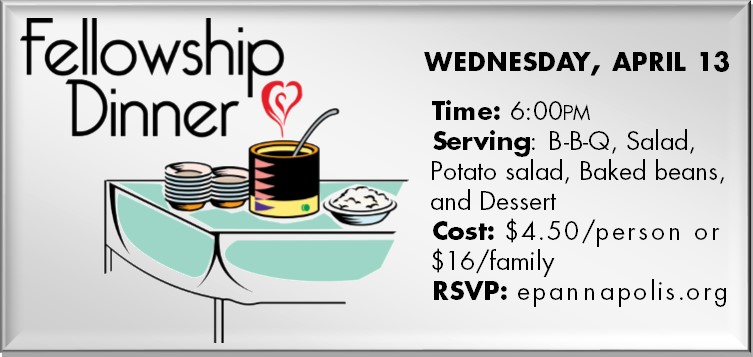 Fellowship
Dinner
WEDNESDAY, APRIL 13
Time: 6:00PM
Serving: B-B-Q, Salad,
Potato salad, Baked beans,
and Dessert
Cost: $4.50/person or
$16/family
RSVP: epannapolis.org